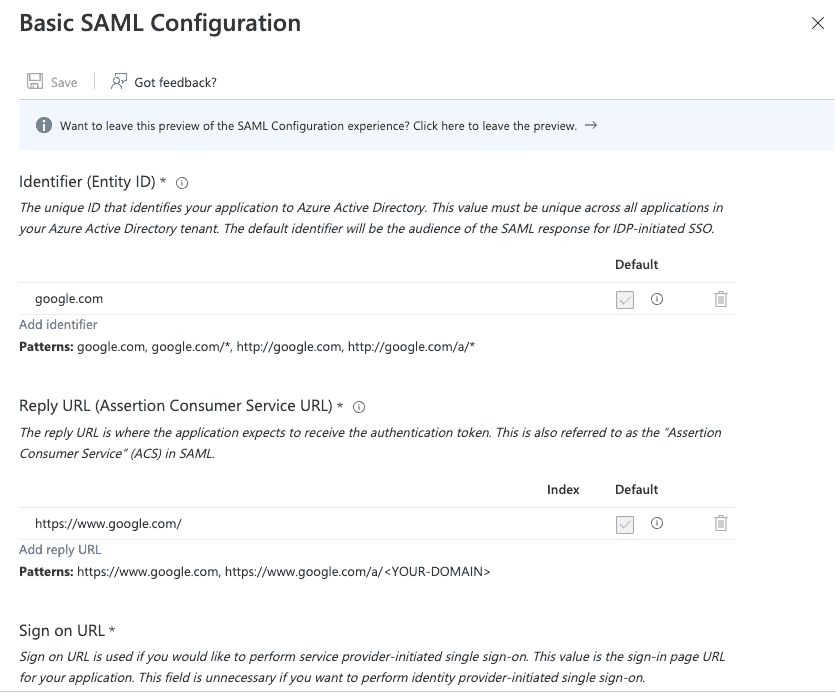 Basic SAML Configuration
Save
Got feedback?
Want to leave this preview of the SAML Configuration experience? Click here to leave the preview. →
Identifier (Entity ID) *
The unique ID that identifies your application to Azure Active Directory. This value must be unique across all applications in
your Azure Active Directory tenant. The default identifier will be the audience of the SAML response for IDP-initiated SSO.
Default
google.com
Add identifier
Patterns: google.com, google.com/*, http://google.com, http://google.com/a/*
Reply URL (Assertion Consumer Service URL) *
The reply URL is where the application expects to receive the authentication token. This is also referred to as the "Assertion
Consumer Service" (ACS) in SAML.
Index Default
https://www.google.com/
Add reply URL
Patterns: https://www.google.com, https://www.google.com/a/<YOUR-DOMAIN>
Sign on URL *
Sign on URL is used if you would like to perform service provider-initiated single sign-on. This value is the sign-in page URL
for your application. This field is unnecessary if you want to perform identity provider-initiated single sign-on.